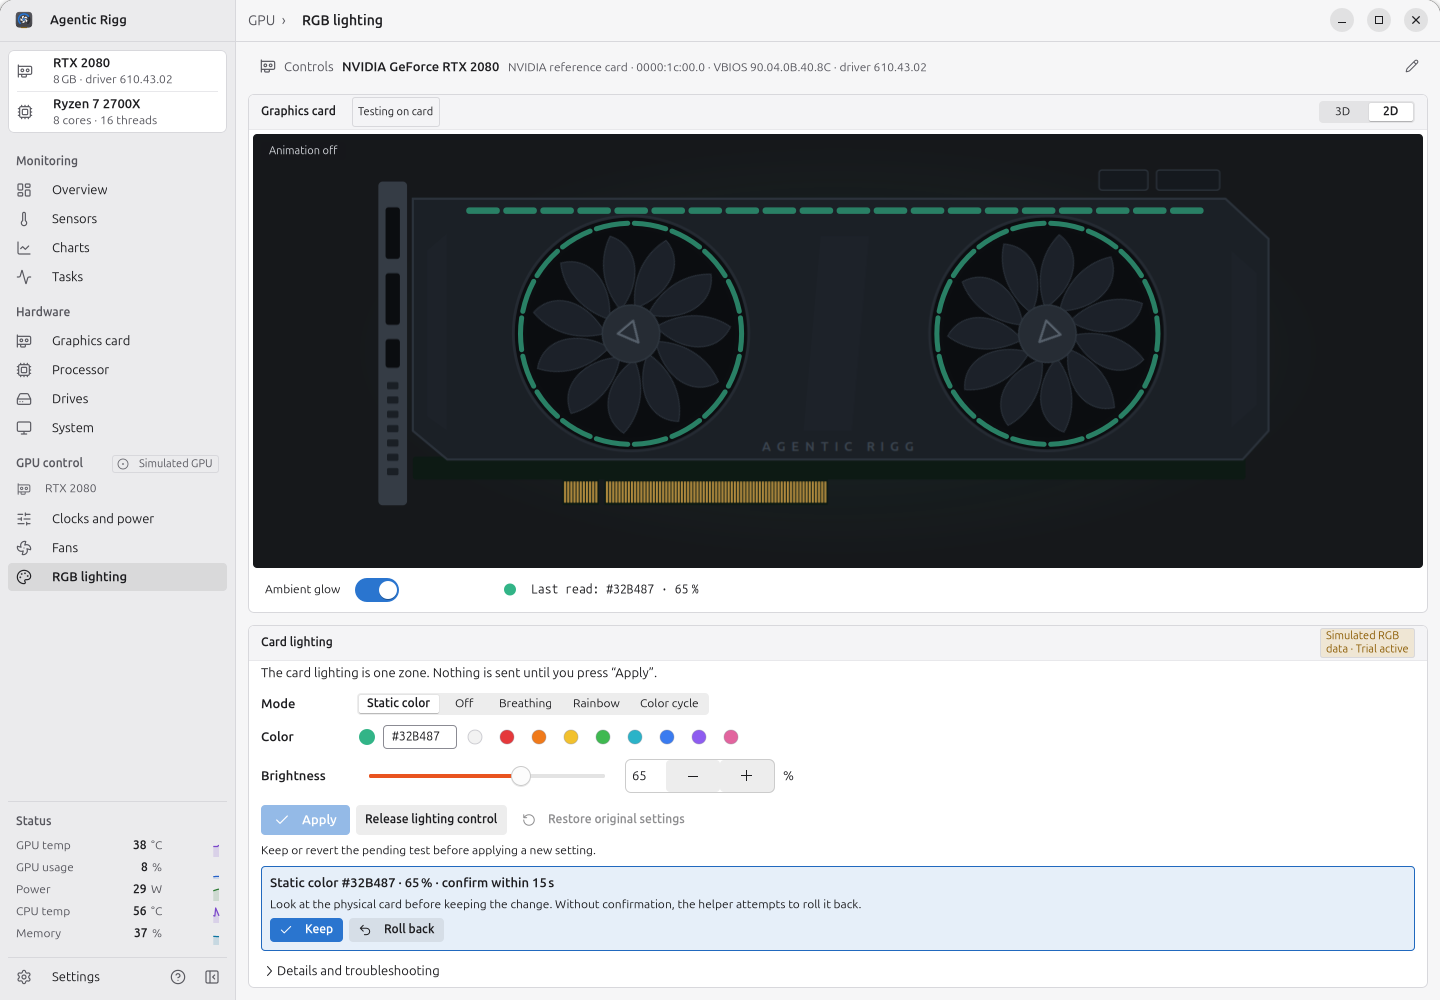 Agentic Rigg
GPU › RGB lighting
RTX 2080
8 GB · driver 610.43.02
Ryzen 7 2700X
8 cores · 16 threads
Monitoring
Overview
Sensors
Charts
Tasks
Hardware
Graphics card
Processor
Drives
System
GPU control
Simulated GPU
RTX 2080
Clocks and power
Fans
RGB lighting
Status
GPU temp 38 °C
GPU usage 8 %
Power 29 W
CPU temp 56 °C
Memory 37 %
Settings
Controls NVIDIA GeForce RTX 2080 NVIDIA reference card · 0000:1c:00.0 · VBIOS 90.04.0B.40.8C · driver 610.43.02
Graphics card Testing on card 3D 2D
Animation off
AGENTIC RIGG
Ambient glow Last read: #32B487 · 65 %
Card lighting
Simulated RGB
data · Trial active
The card lighting is one zone. Nothing is sent until you press “Apply”.
Mode Static color Off Breathing Rainbow Color cycle
Color #32B487
Brightness 65 %
Apply Release lighting control Restore original settings
Keep or revert the pending test before applying a new setting.
Static color #32B487 · 65 % · confirm within 15 s
Look at the physical card before keeping the change. Without confirmation, the helper attempts to roll it back.
Keep Roll back
Details and troubleshooting